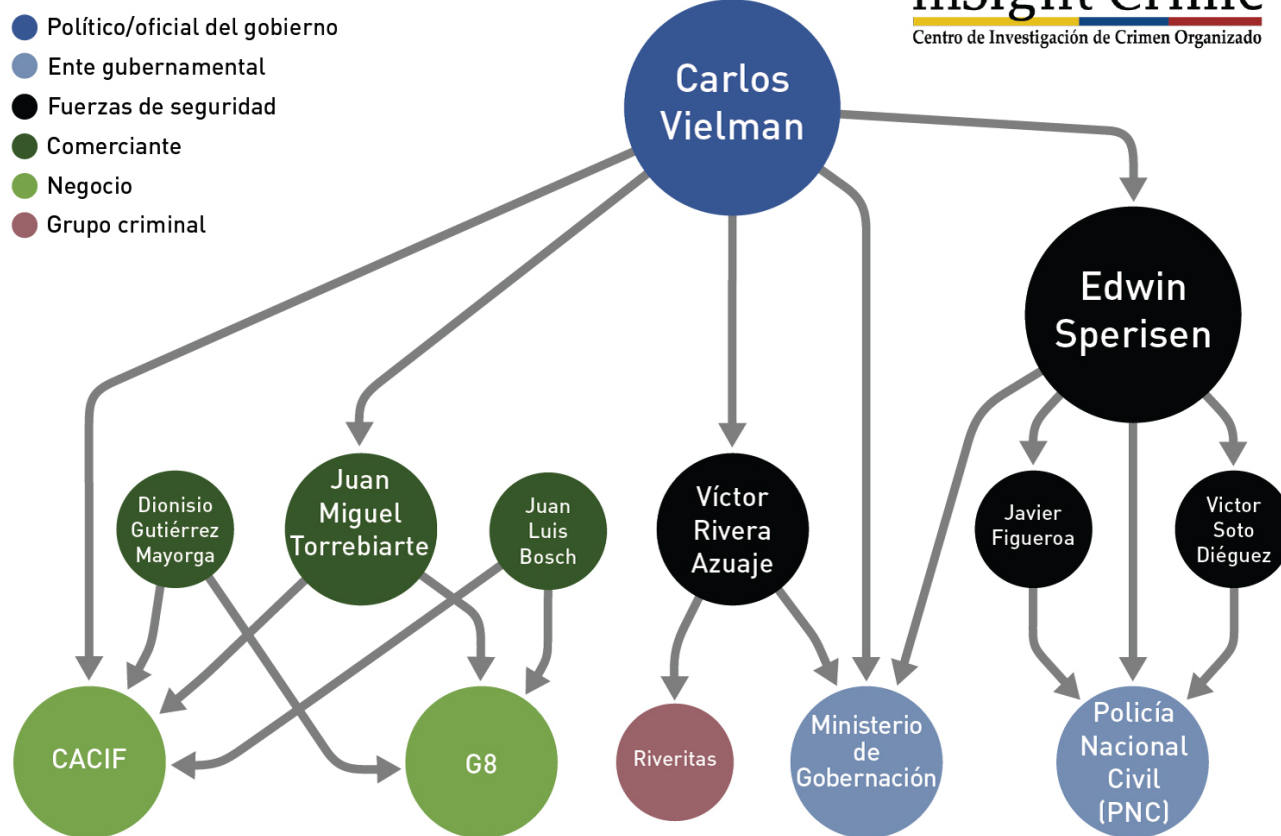 InSight Crime
Centro de Investigación de Crimen Organizado
Político/oficial del gobierno
Ente gubernamental
Fuerzas de seguridad
Comerciante
Negocio
Grupo criminal
Carlos
Vielman
Edwin
Sperisen
Dionisio
Gutiérrez
Mayorga
Juan
Miguel
Torrebiarte
Juan
Luis
Bosch
Víctor
Rivera
Azuaje
Javier
Figueroa
Victor
Soto
Diéguez
CACIF
G8
Riveritas
Ministerio
de
Gobernación
Policía
Nacional
Civil
(PNC)